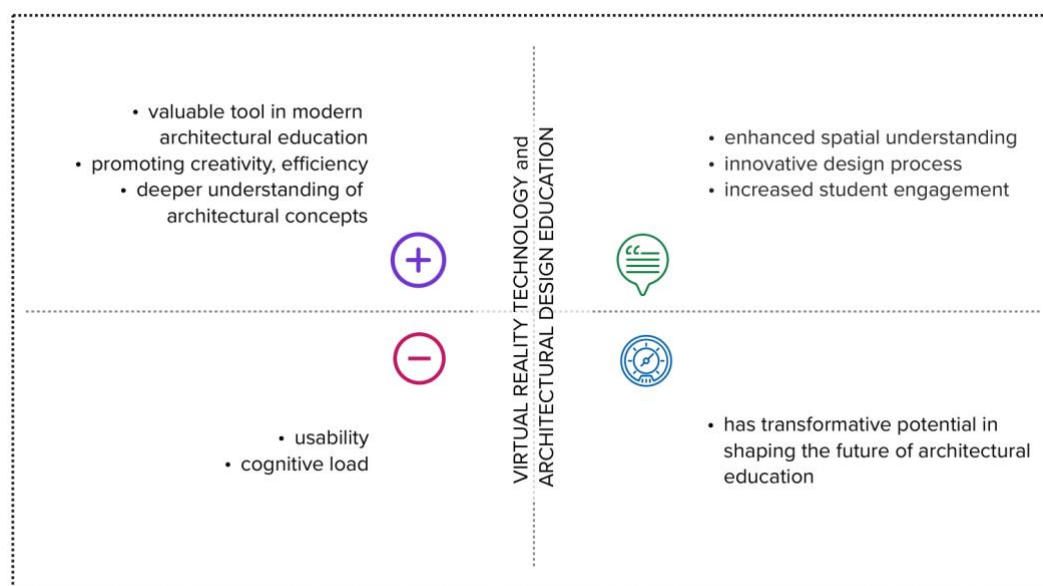 • valuable tool in modern
architectural education
• promoting creativity, efficiency
• deeper understanding of
architectural concepts
• enhanced spatial understanding
• innovative design process
• increased student engagement
VIRTUAL REALITY TECHNOLOGY and
ARCHITECTURAL DESIGN EDUCATION
• usability
• cognitive load
• has transformative potential in
shaping the future of architectural
education